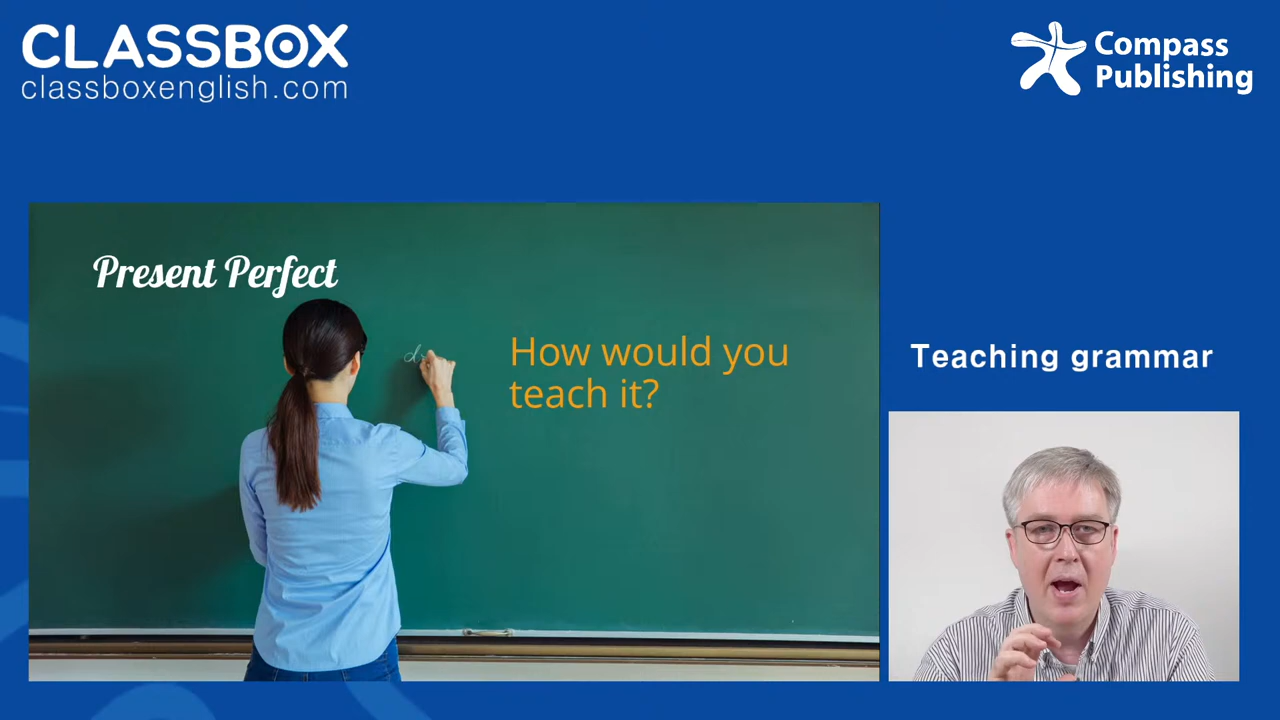 CLASSBOX
classboxenglish.com
Compass
Publishing
Present Perfect
How would you
teach it?
Teaching grammar